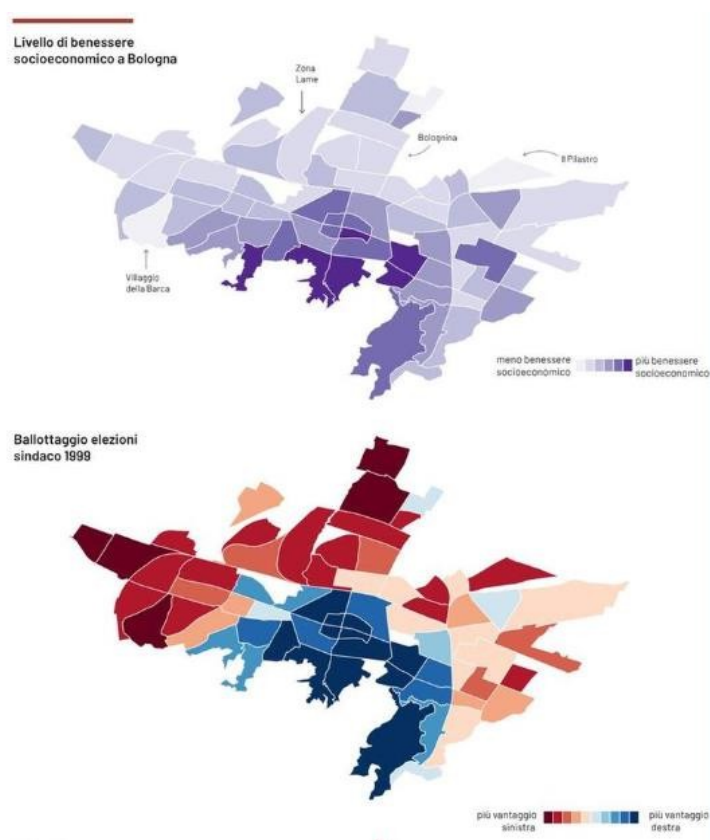 Livello di benessere
socioeconomico a Bologna
Zona
Lame
Bolognina
Il Pilastro
Villaggio
della Barca
meno benessere
socioeconomico
più benessere
socioeconomico
Ballottaggio elezioni
sindaco 1999
più vantaggio
sinistra
più vantaggio
destra